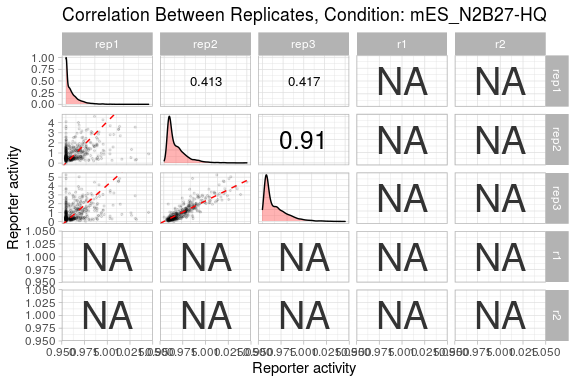 Correlation Between Replicates, Condition: mES_N2B27-HQ
rep1 rep2 rep3 r1 r2
1.00
0.75
0.50
0.25
0.00
0.413 0.417 NA NA
rep1
4
3
2
1
0
0.91 NA NA
rep2
5
4
3
2
1
0
NA NA
rep3
1.050
1.025
1.000
0.975
0.950
NA NA NA NA NA
r1
1.050
1.025
1.000
0.975
0.950
NA NA NA NA NA
r2
Reporter activity
Reporter activity